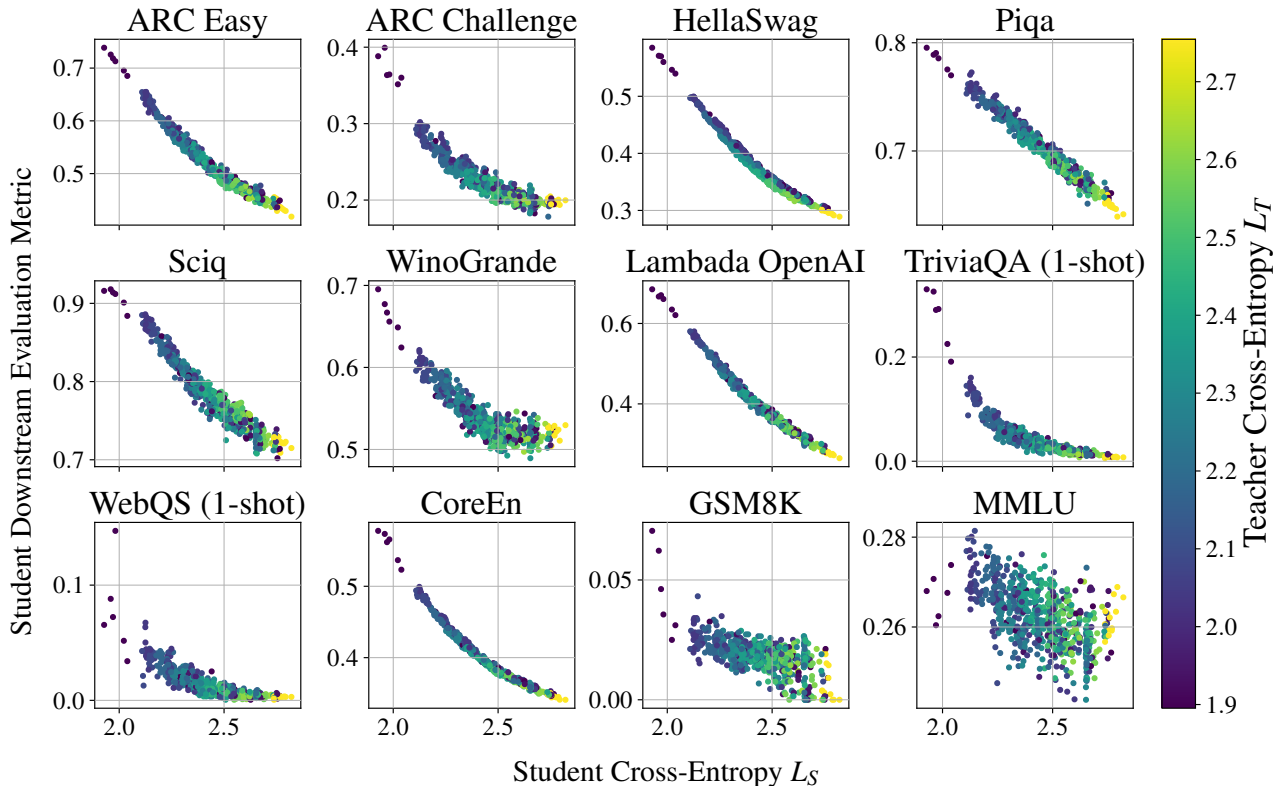 ARC Easy
0.7
0.6
0.5
2.0 2.5
ARC Challenge
0.4
0.3
0.2
2.0 2.5
HellaSwag
0.5
0.4
0.3
Piqa
0.8
0.7
Sciq
0.9
0.8
0.7
WinoGrande
0.7
0.6
0.5
Lambada OpenAI
0.6
0.4
TriviaQA (1-shot)
0.2
0.0
WebQS (1-shot)
0.1
0.0
2.0 2.5
CoreEn
0.5
0.4
2.0 2.5
GSM8K
0.05
0.00
2.0 2.5
MMLU
0.28
0.26
2.0 2.5
Student Downstream Evaluation Metric
Student Cross-Entropy L_S
2.7
2.6
2.5
2.4
2.3
2.2
2.1
2.0
1.9
Teacher Cross-Entropy L_T